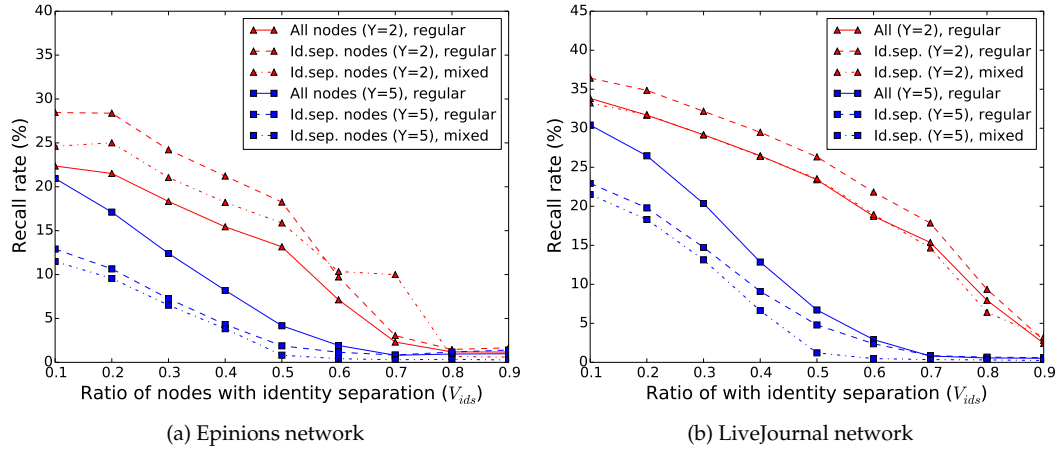 40
35
30
25
20
15
10
5
0
Recall rate (%)
All nodes (Y=2), regular
Id.sep. nodes (Y=2), regular
Id.sep. nodes (Y=2), mixed
All nodes (Y=5), regular
Id.sep. nodes (Y=5), regular
Id.sep. nodes (Y=5), mixed
0.1 0.2 0.3 0.4 0.5 0.6 0.7 0.8 0.9
Ratio of nodes with identity separation (V_ids)
(a) Epinions network
45
40
35
30
25
20
15
10
5
0
Recall rate (%)
All (Y=2), regular
Id.sep. (Y=2), regular
Id.sep. (Y=2), mixed
All (Y=5), regular
Id.sep. (Y=5), regular
Id.sep. (Y=5), mixed
0.1 0.2 0.3 0.4 0.5 0.6 0.7 0.8 0.9
Ratio of with identity separation (V_ids)
(b) LiveJournal network